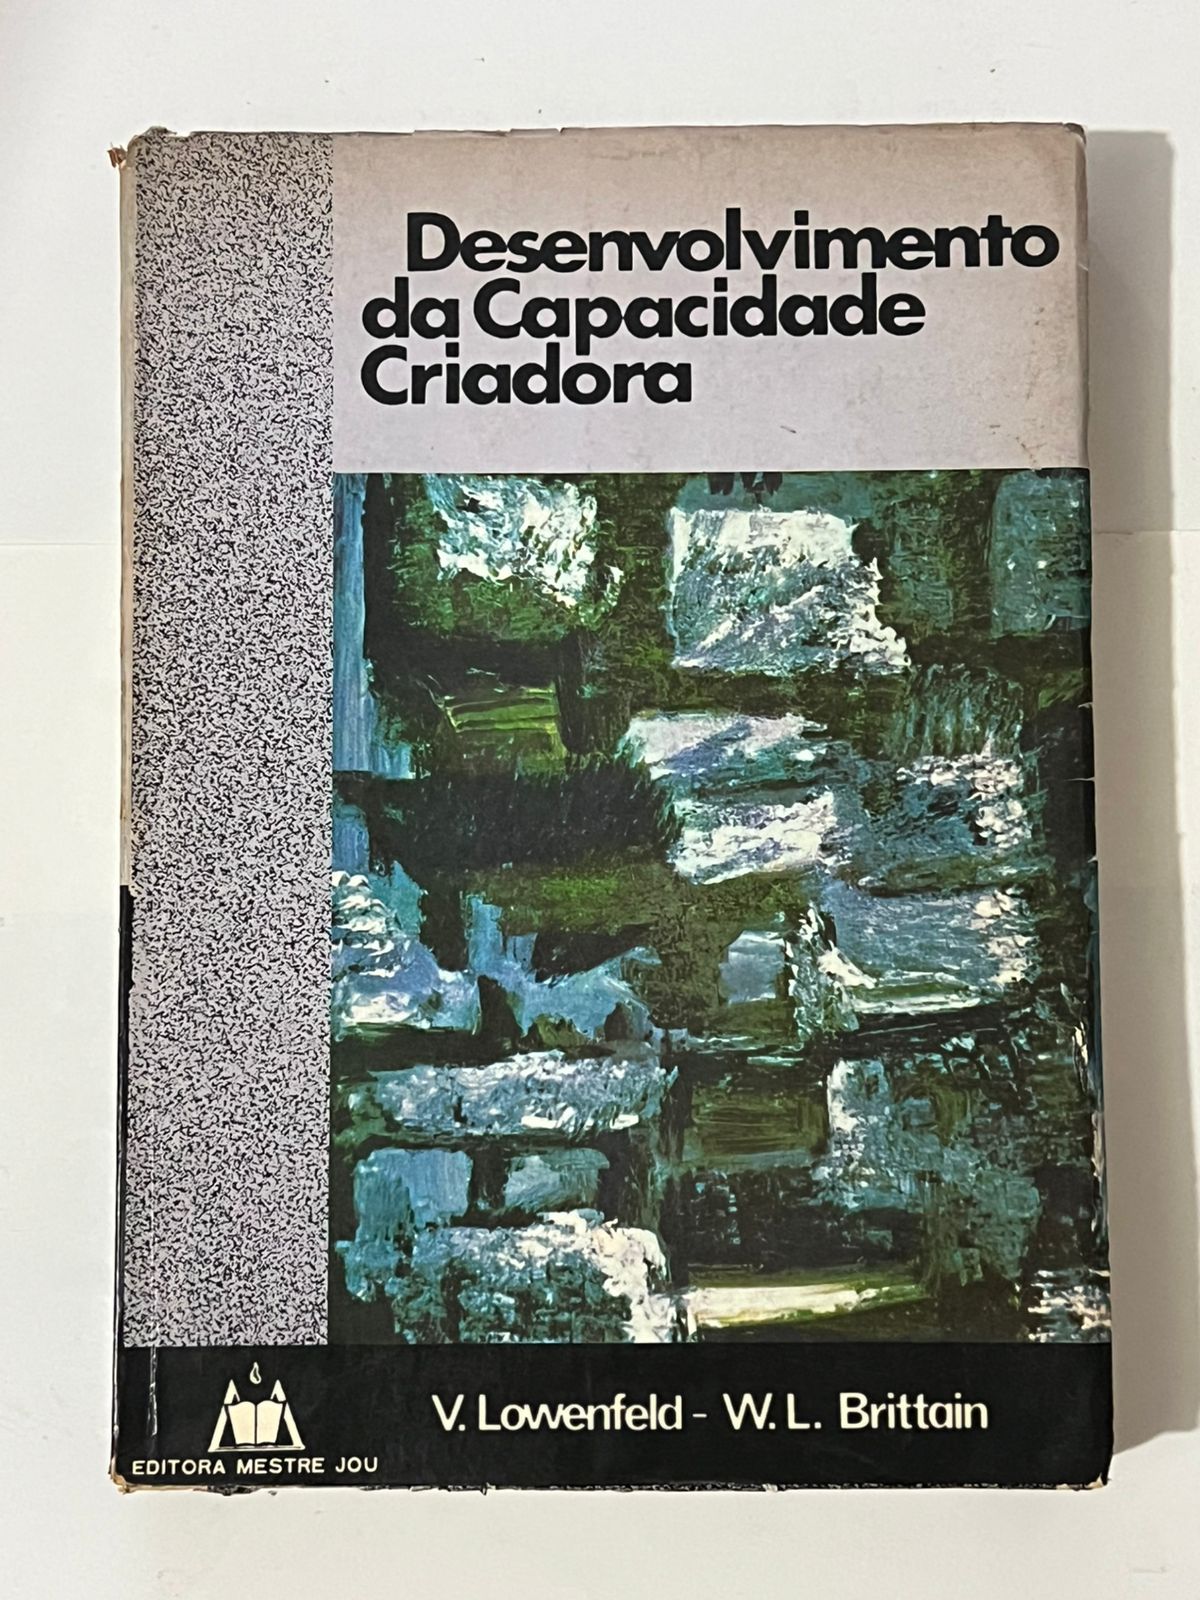 Desenvolvimento
da Capacidade
Criadora
V. Lowenfeld - W. L. Brittain
EDITORA MESTRE JOU